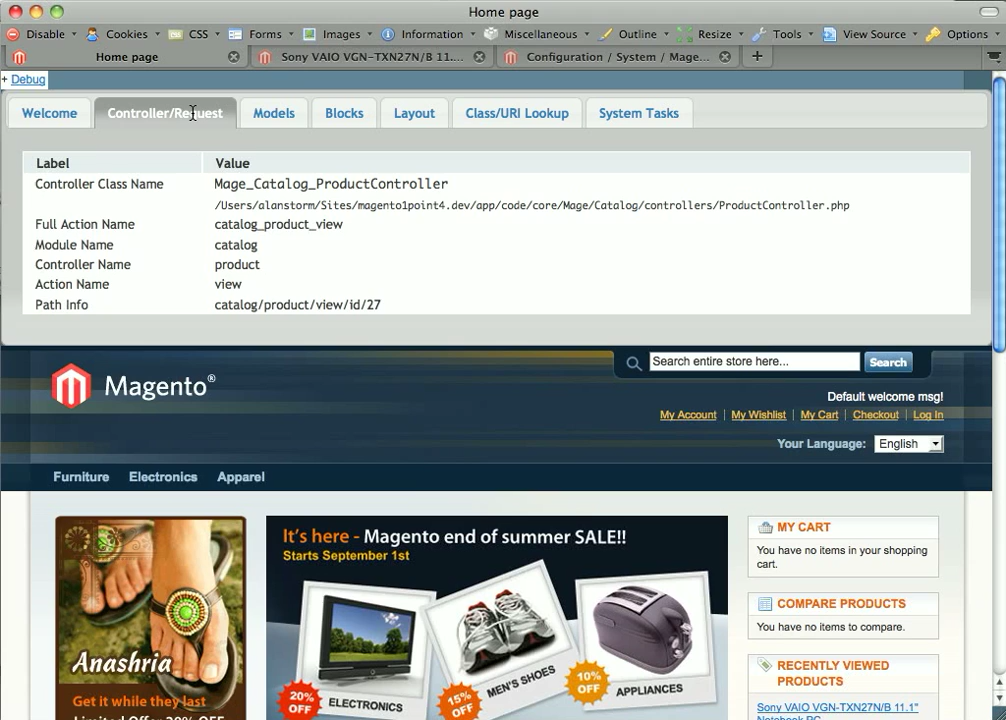 Home page
Disable Cookies CSS Forms Images Information Miscellaneous Outline Resize Tools View Source Options
Home page Sony VAIO VGN-TXN27N/B 11.... Configuration / System / Mage...
+ Debug
Welcome Controller/Request Models Blocks Layout Class/URI Lookup System Tasks
Label Value
Controller Class Name Mage_Catalog_ProductController
/Users/alanstorm/Sites/magento1point4.dev/app/code/core/Mage/Catalog/controllers/ProductController.php
Full Action Name catalog_product_view
Module Name catalog
Controller Name product
Action Name view
Path Info catalog/product/view/id/27
Magento®
Search entire store here... Search
Default welcome msg!
My Account My Wishlist My Cart Checkout Log In
Your Language: English
Furniture Electronics Apparel
Anashria
Get it while they last
Limited Offer 20% OFF
It's here - Magento end of summer SALE!!
Starts September 1st
20% OFF ELECTRONICS
15% OFF MEN'S SHOES
10% OFF APPLIANCES
MY CART
You have no items in your shopping
cart.
COMPARE PRODUCTS
You have no items to compare.
RECENTLY VIEWED
PRODUCTS
Sony VAIO VGN-TXN27N/B 11.1"
Notebook PC